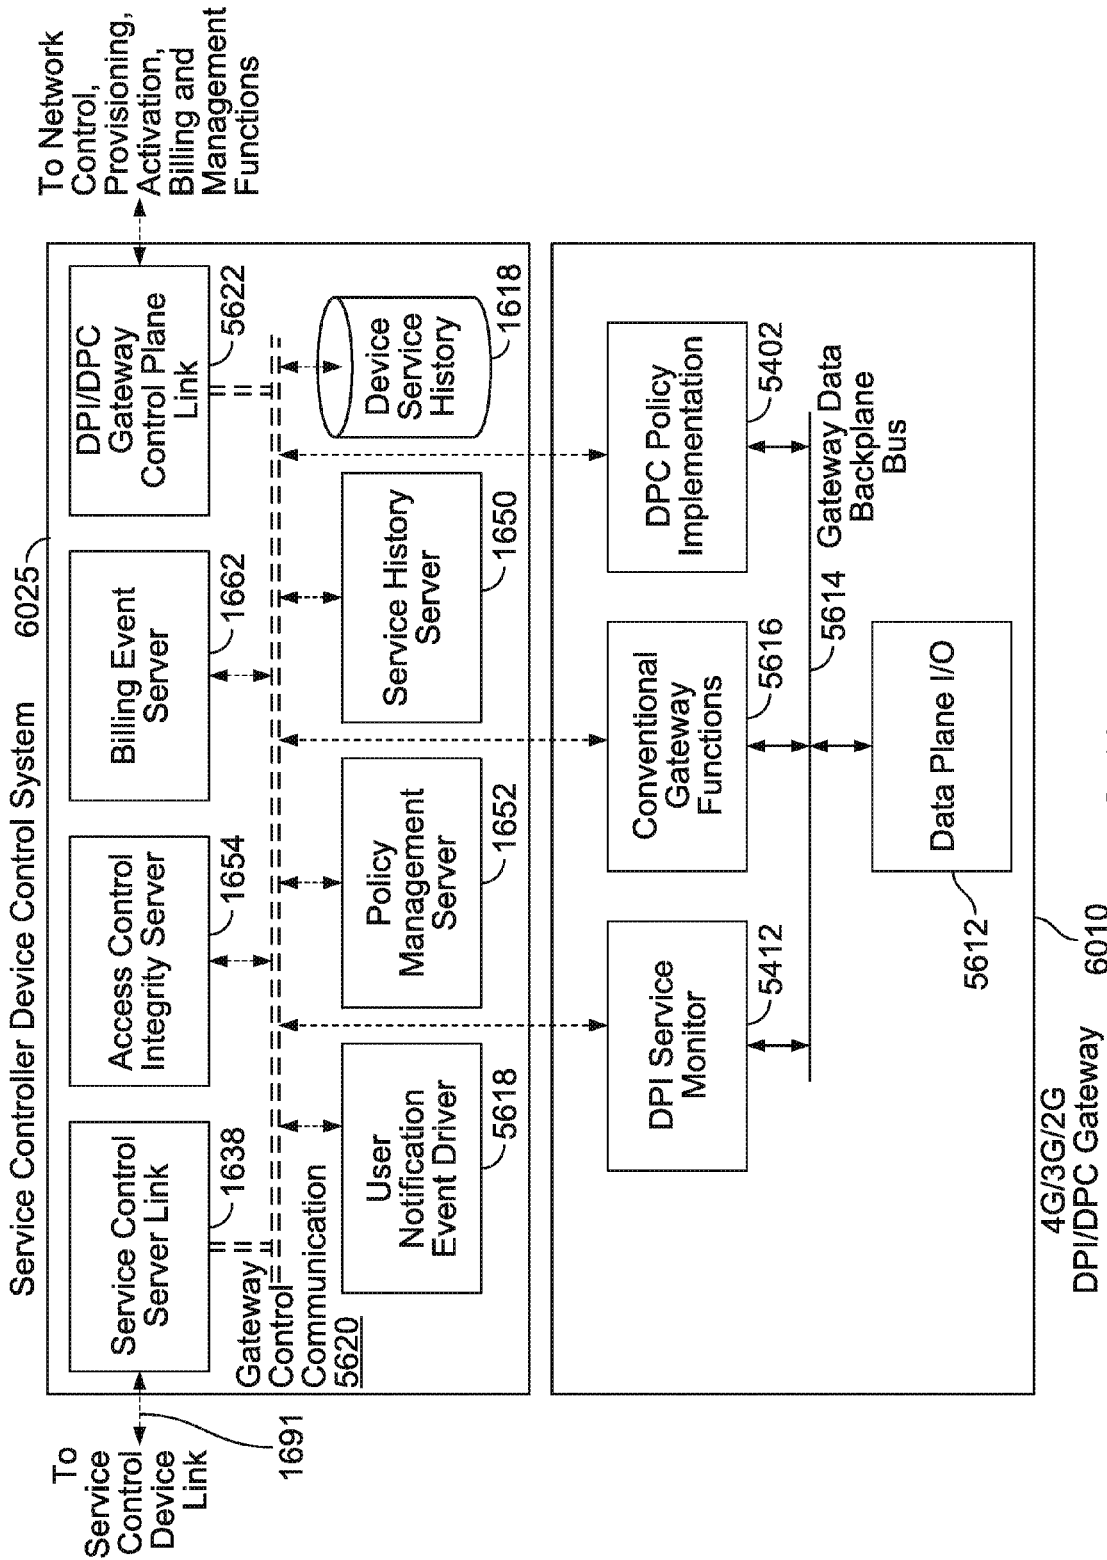 Service Controller Device Control System
6025
To
Service
Control
Device
Link
1691
Service Control
Server Link
1638
Access Control
Integrity Server
1654
Billing Event
Server
1662
DPI/DPC
Gateway
Control Plane
Link
5622
To Network
Control,
Provisioning,
Activation,
Billing and
Management
Functions
Gateway
Control
Communication
5620
User
Notification
Event Driver
5618
Policy
Management
Server
1652
Service History
Server
1650
Device
Service
History
1618
DPI Service
Monitor
5412
Conventional
Gateway
Functions
5616
DPC Policy
Implementation
5402
5614
Gateway Data
Backplane
Bus
Data Plane I/O
5612
4G/3G/2G
DPI/DPC Gateway
6010